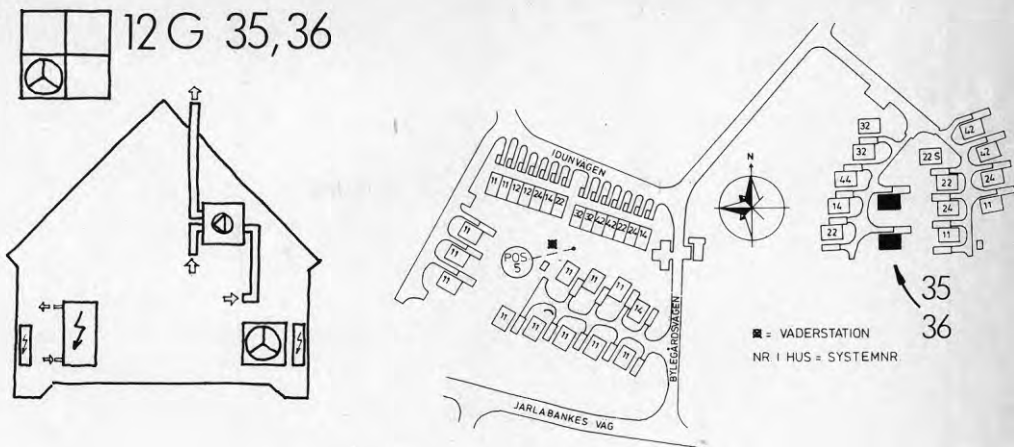 12 G 35,36
IDUNVÄGEN
11 11 12 12 24 14 22
32 32 42 42 22 24 14
11
11
11
POS 5
11 11 11 14
11 11 11 11 11
BYLEGÅRDSVÄGEN
JARLABANKES VÄG
N
32
32
44
14
22
42
42
22 S
22
24
24
11
11
35
36
= VÄDERSTATION
NR I HUS = SYSTEMNR